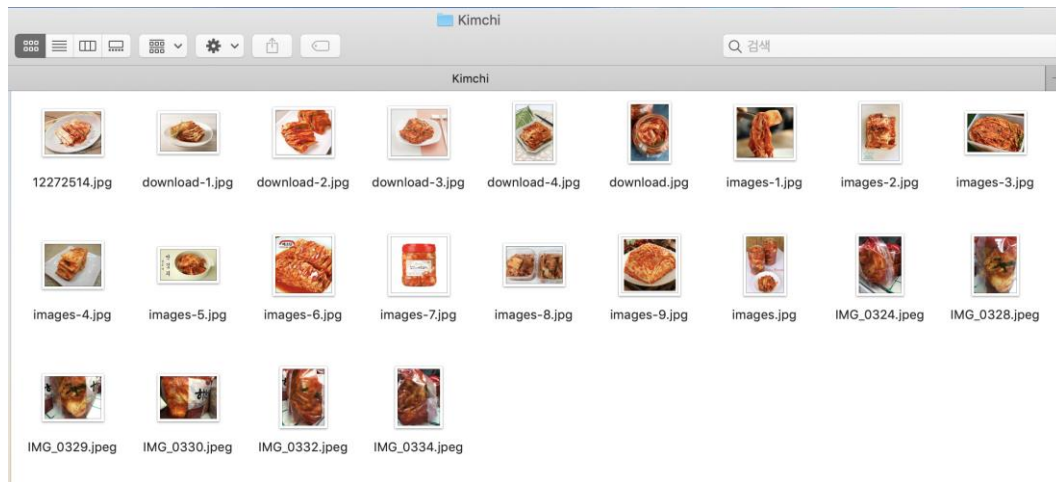 Kimchi
검색
Kimchi
12272514.jpg download-1.jpg download-2.jpg download-3.jpg download-4.jpg download.jpg images-1.jpg images-2.jpg images-3.jpg
images-4.jpg images-5.jpg images-6.jpg images-7.jpg images-8.jpg images-9.jpg images.jpg IMG_0324.jpeg IMG_0328.jpeg
IMG_0329.jpeg IMG_0330.jpeg IMG_0332.jpeg IMG_0334.jpeg